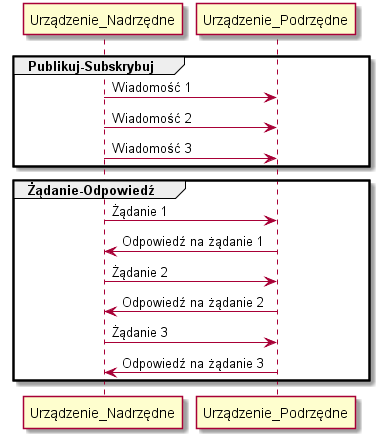 Urządzenie_Nadrzędne Urządzenie_Podrzędne
Publikuj-Subskrybuj
Wiadomość 1
Wiadomość 2
Wiadomość 3
Żądanie-Odpowiedź
Żądanie 1
Odpowiedź na żądanie 1
Żądanie 2
Odpowiedź na żądanie 2
Żądanie 3
Odpowiedź na żądanie 3
Urządzenie_Nadrzędne Urządzenie_Podrzędne